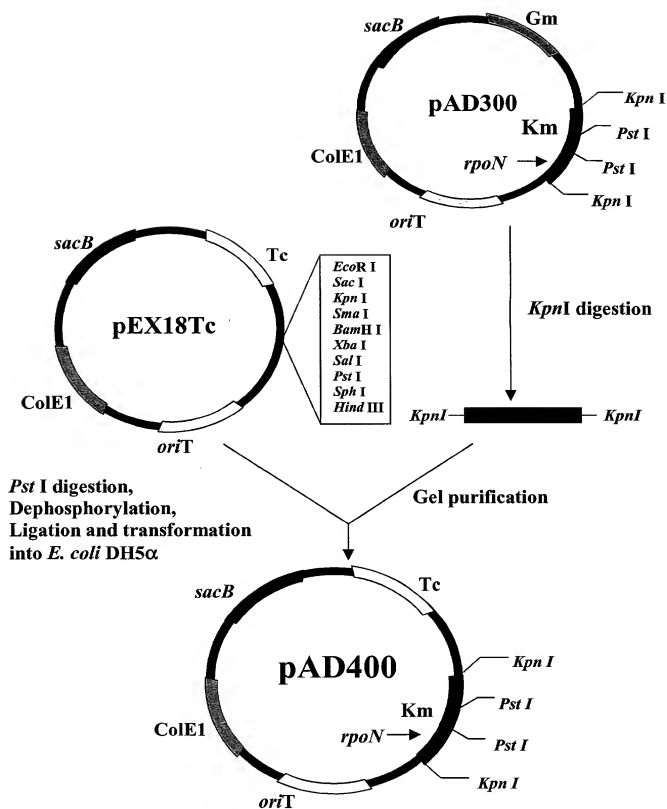 sacB
Gm
pAD300
Kpn I
Km
Pst I
ColE1
rpoN
Pst I
Kpn I
oriT
sacB
Tc
EcoR I
Sac I
Kpn I
Sma I
BamH I
Xba I
Sal I
Pst I
Sph I
Hind III
pEX18Tc
KpnI digestion
ColE1
KpnI
KpnI
oriT
Pst I digestion,
Dephosphorylation,
Ligation and transformation
into E. coli DH5α
Gel purification
sacB
Tc
pAD400
Kpn I
Km
Pst I
ColE1
rpoN
Pst I
Kpn I
oriT